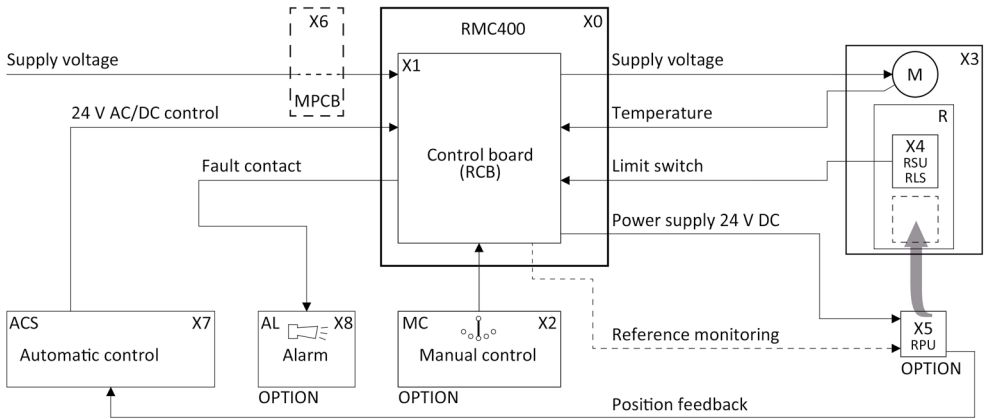 X6
X0
RMC400
Supply voltage
X1
Supply voltage
M
X3
MPCB
24 V AC/DC control
Temperature
R
Control board
(RCB)
X4
RSU
RLS
Fault contact
Limit switch
Power supply 24 V DC
ACS
X7
Automatic control
AL
X8
Alarm
OPTION
MC
X2
Manual control
OPTION
Reference monitoring
X5
RPU
OPTION
Position feedback